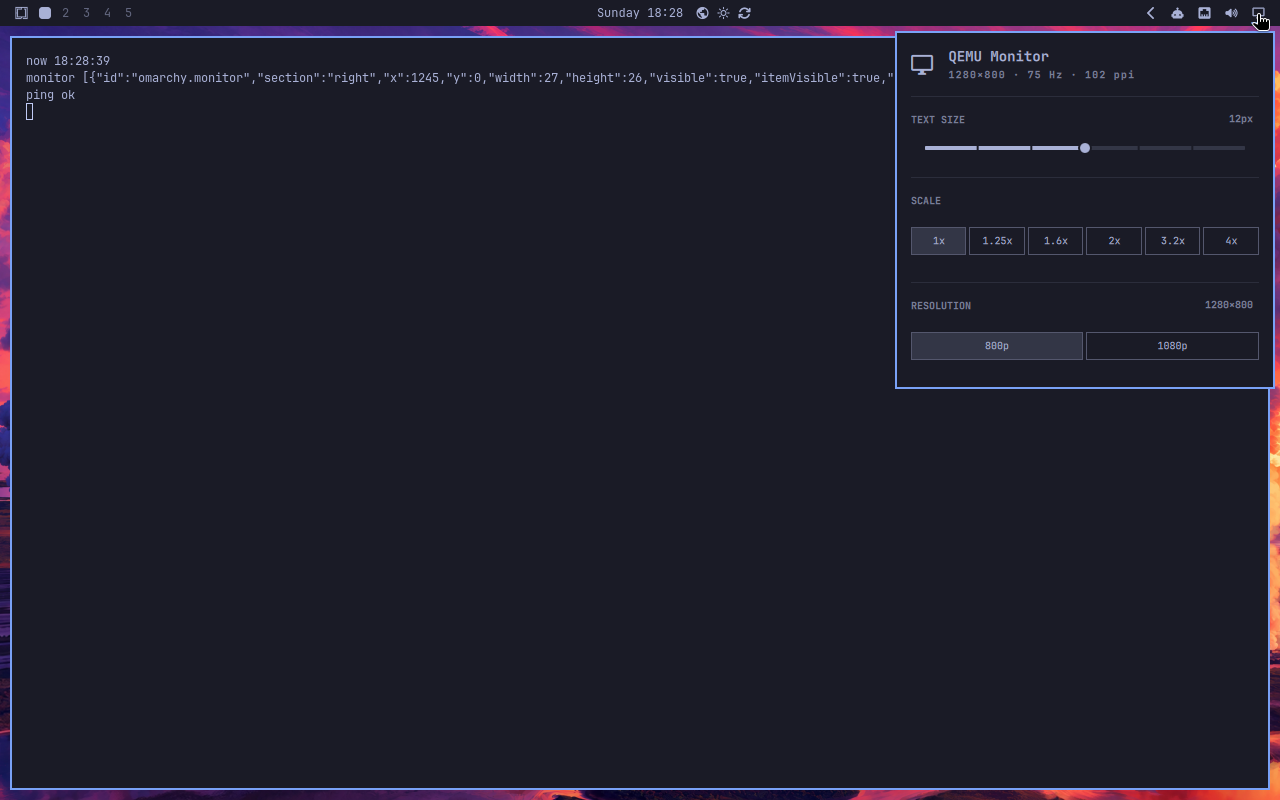 2 3 4 5
Sunday 18:28
now 18:28:39
monitor [{"id":"omarchy.monitor","section":"right","x":1245,"y":0,"width":27,"height":26,"visible":true,"itemVisible":true,"
ping ok
QEMU Monitor
1280×800 · 75 Hz · 102 ppi
TEXT SIZE 12px
SCALE
1x 1.25x 1.6x 2x 3.2x 4x
RESOLUTION 1280×800
800p 1080p